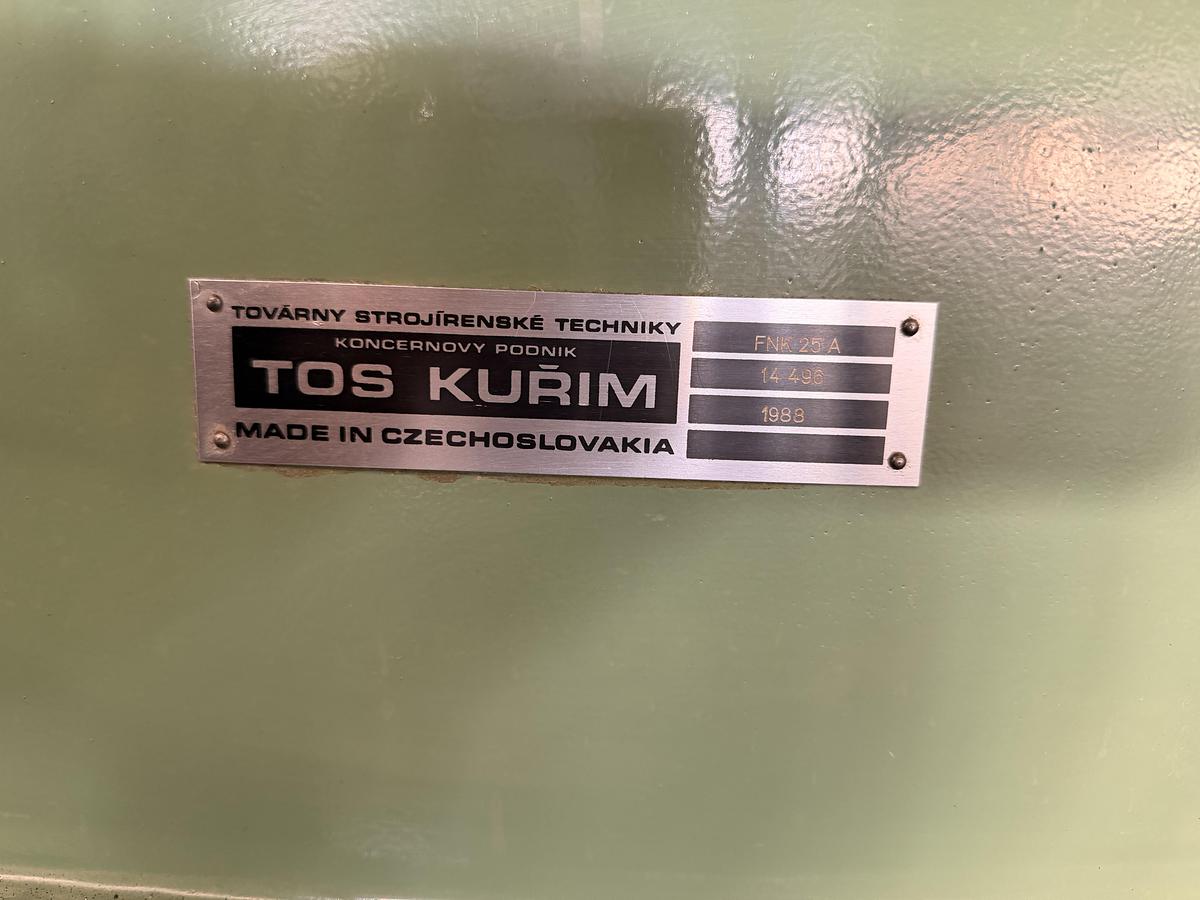 TOVÁRNY STROJÍRENSKÉ TECHNIKY
KONCERNOVY PODNIK
TOS KUŘIM
MADE IN CZECHOSLOVAKIA
FNK 25 A
14 496
1988